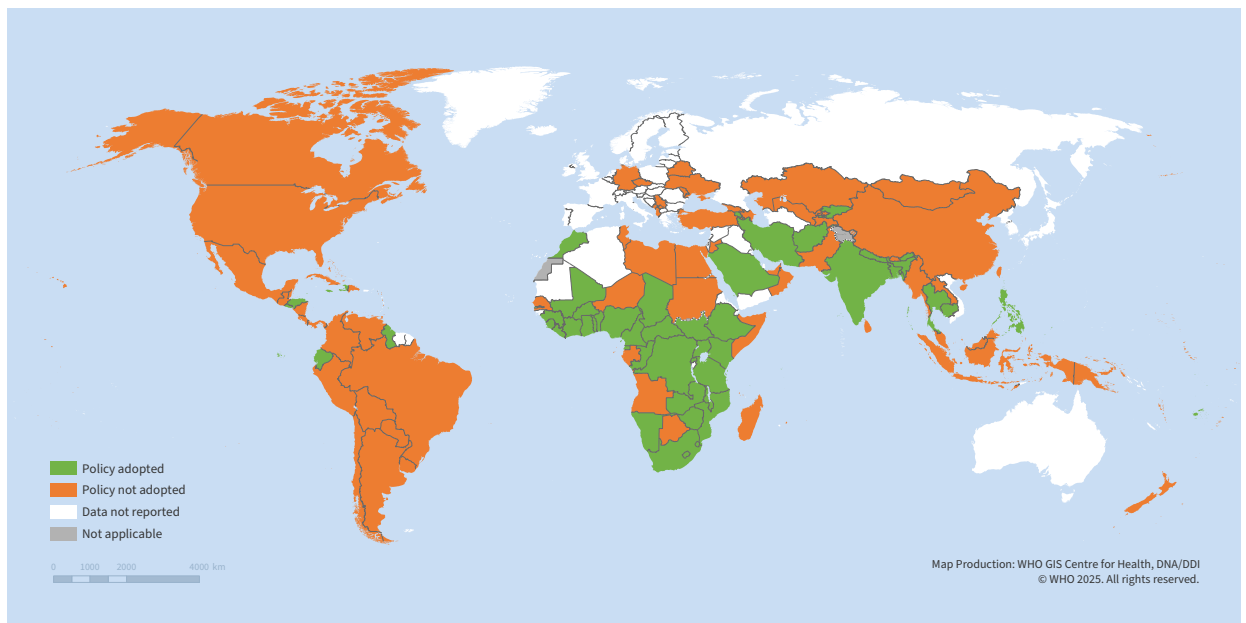 Policy adopted
Policy not adopted
Data not reported
Not applicable
0 1000 2000 4000 km
Map Production: WHO GIS Centre for Health, DNA/DDI
© WHO 2025. All rights reserved.